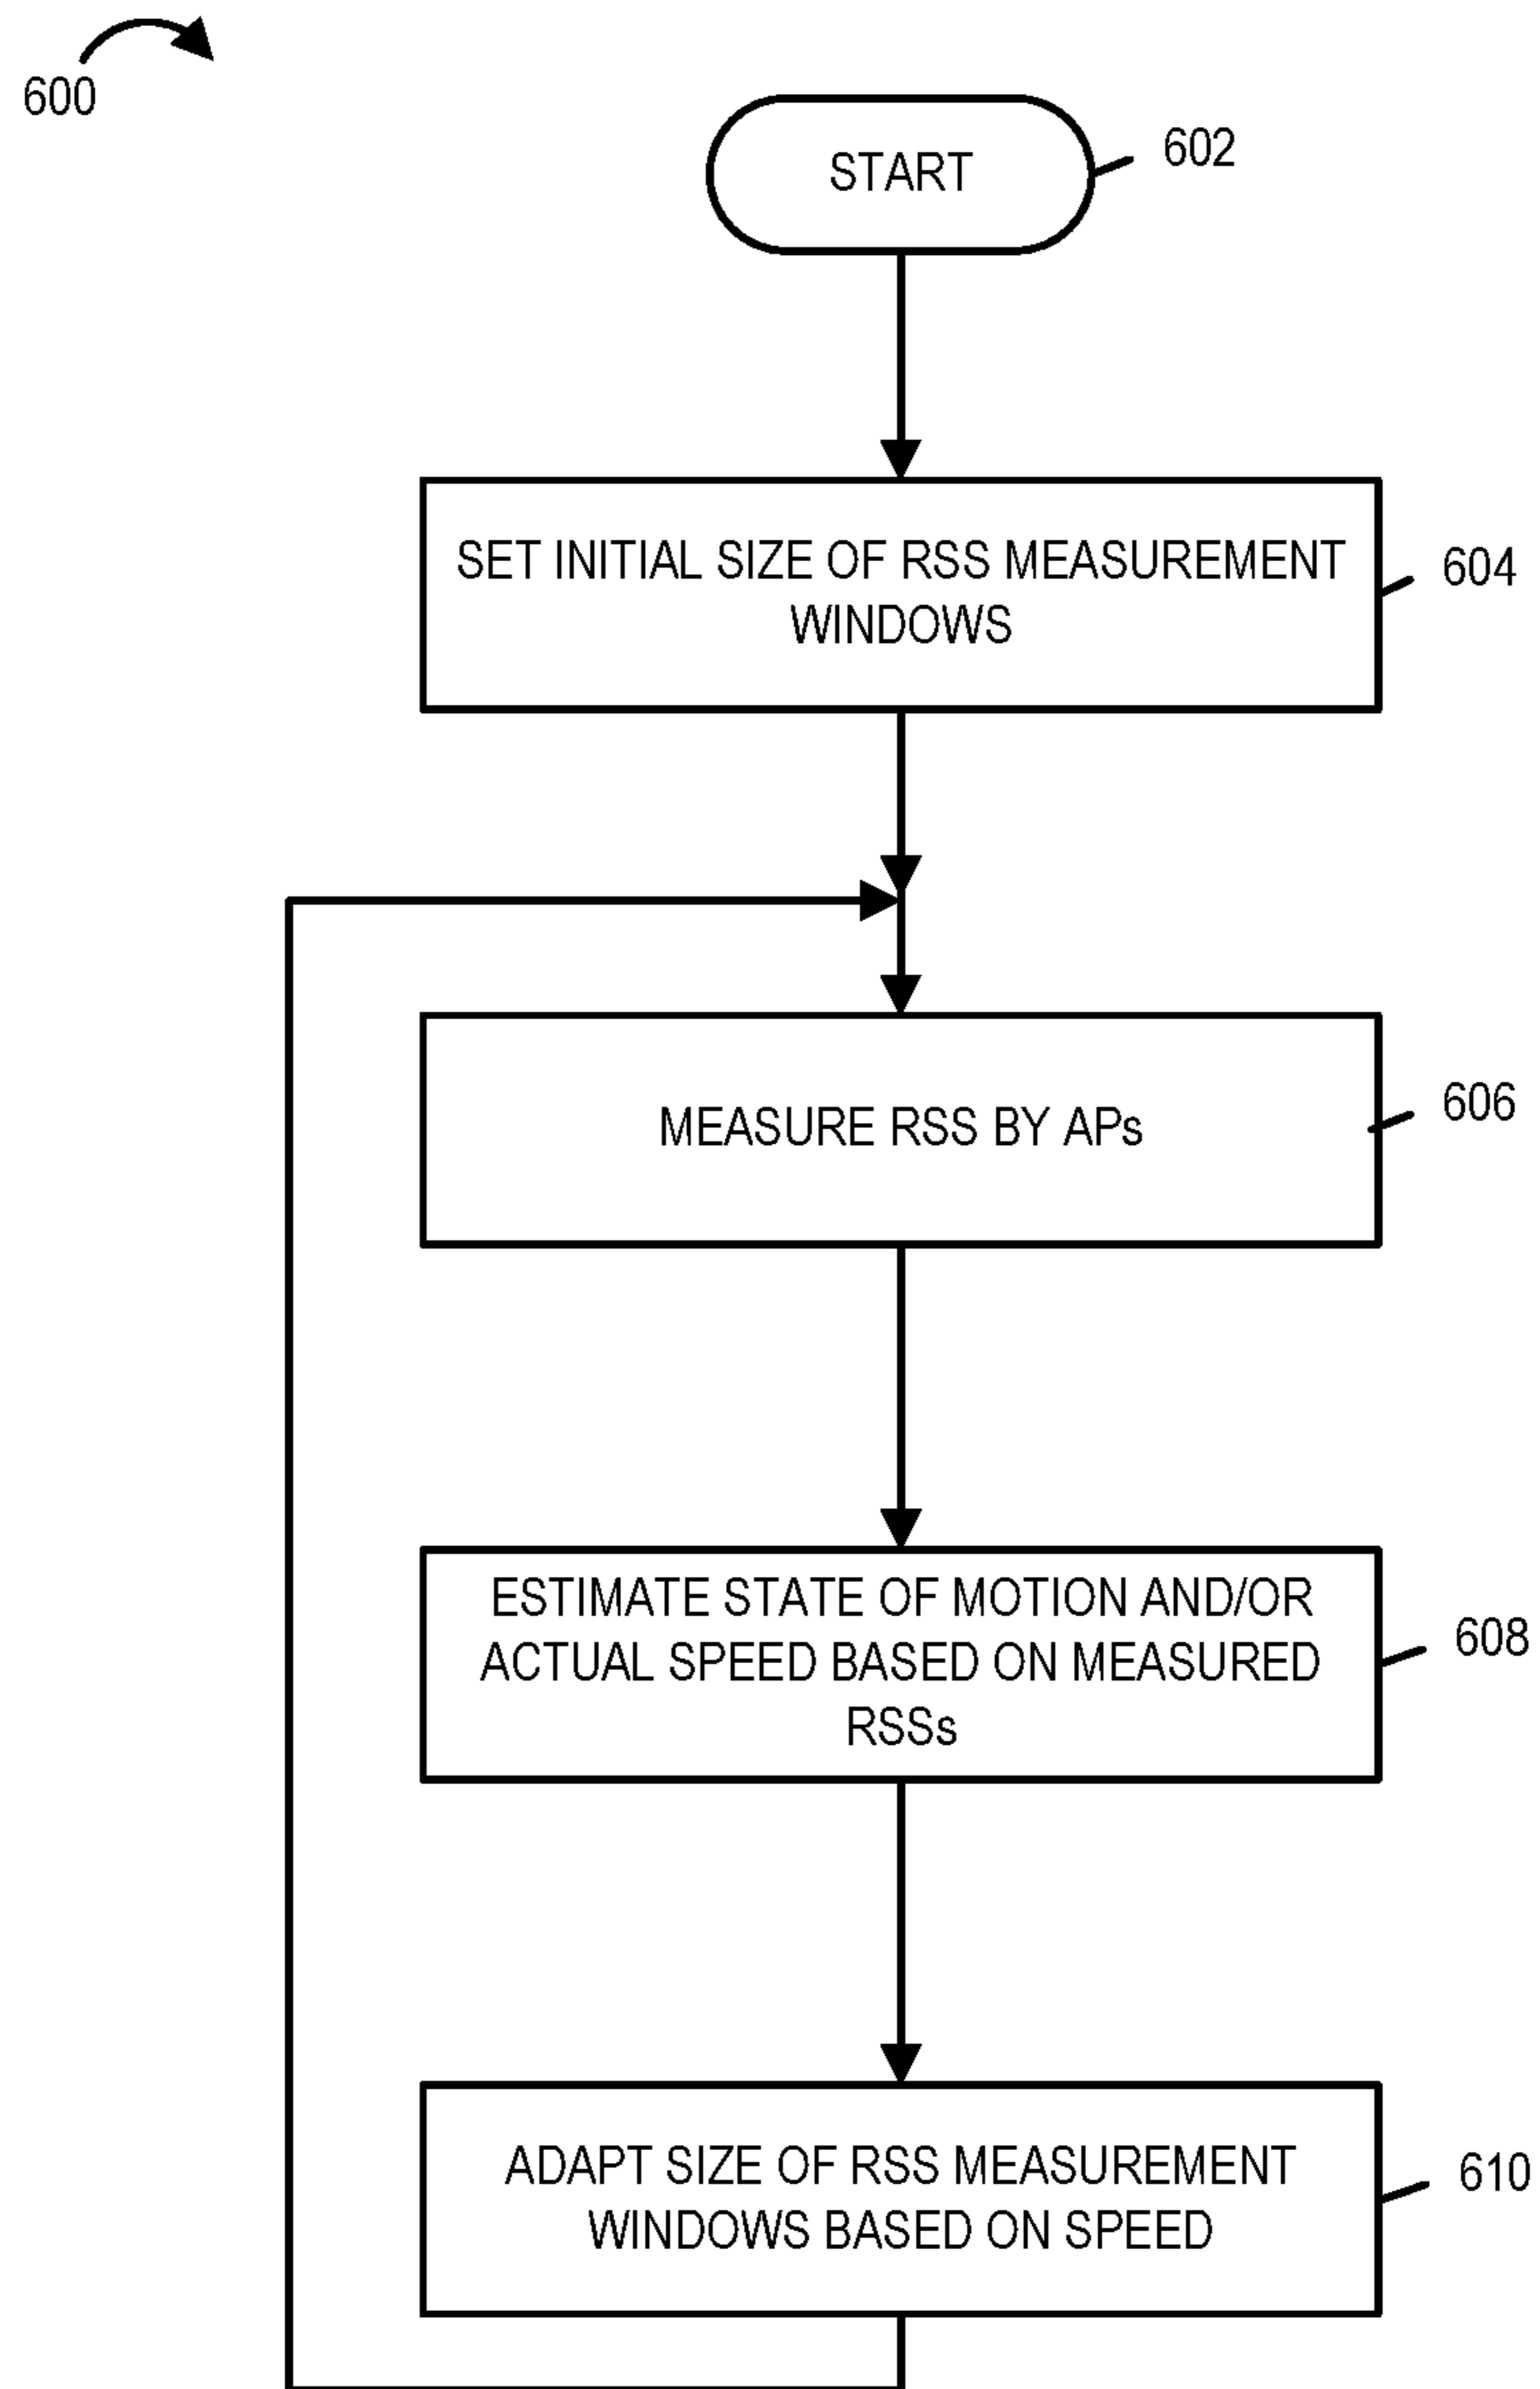 600
START
602
SET INITIAL SIZE OF RSS MEASUREMENT
WINDOWS
604
MEASURE RSS BY APs
606
ESTIMATE STATE OF MOTION AND/OR
ACTUAL SPEED BASED ON MEASURED
RSSs
608
ADAPT SIZE OF RSS MEASUREMENT
WINDOWS BASED ON SPEED
610